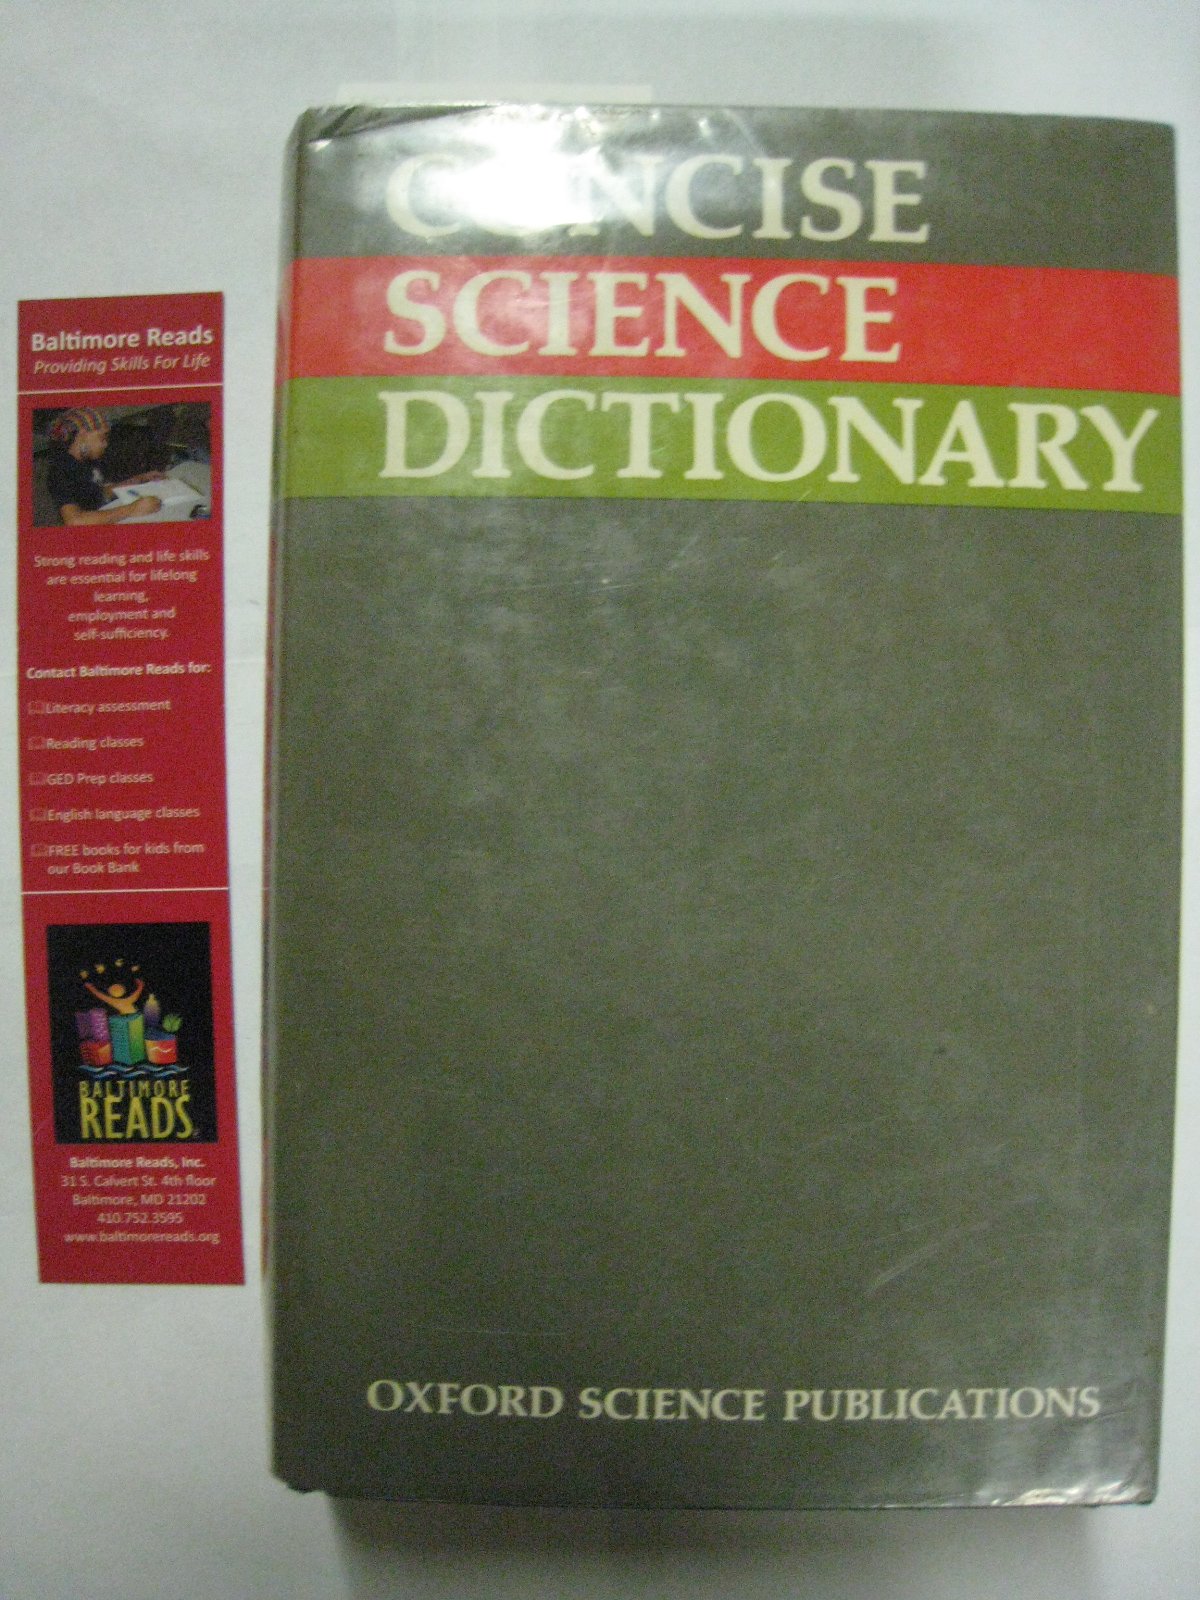 Baltimore Reads
Providing Skills For Life
Strong reading and life skills
are essential for lifelong
learning,
employment and
self-sufficiency.
Contact Baltimore Reads for:
Literacy assessment
Reading classes
GED Prep classes
English language classes
FREE books for kids from
our Book Bank
BALTIMORE
READS
Baltimore Reads, Inc.
31 S. Calvert St. 4th floor
Baltimore, MD 21202
410.752.3595
www.baltimorereads.org
CONCISE
SCIENCE
DICTIONARY
OXFORD SCIENCE PUBLICATIONS